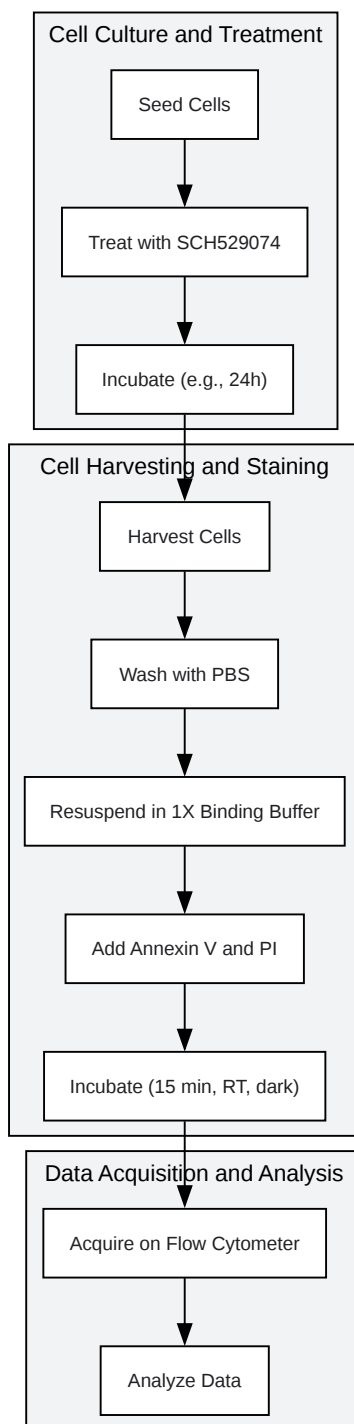 Cell Culture and Treatment
Seed Cells
Treat with SCH529074
Incubate (e.g., 24h)
Cell Harvesting and Staining
Harvest Cells
Wash with PBS
Resuspend in 1X Binding Buffer
Add Annexin V and PI
Incubate (15 min, RT, dark)
Data Acquisition and Analysis
Acquire on Flow Cytometer
Analyze Data